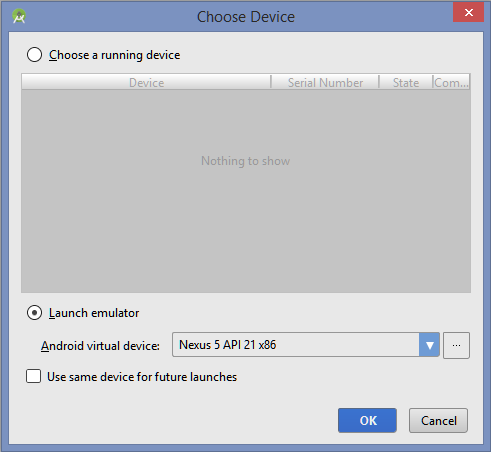 Choose Device
Choose a running device
Device Serial Number State Com...
Nothing to show
Launch emulator
Android virtual device: Nexus 5 API 21 x86 ...
Use same device for future launches
OK Cancel